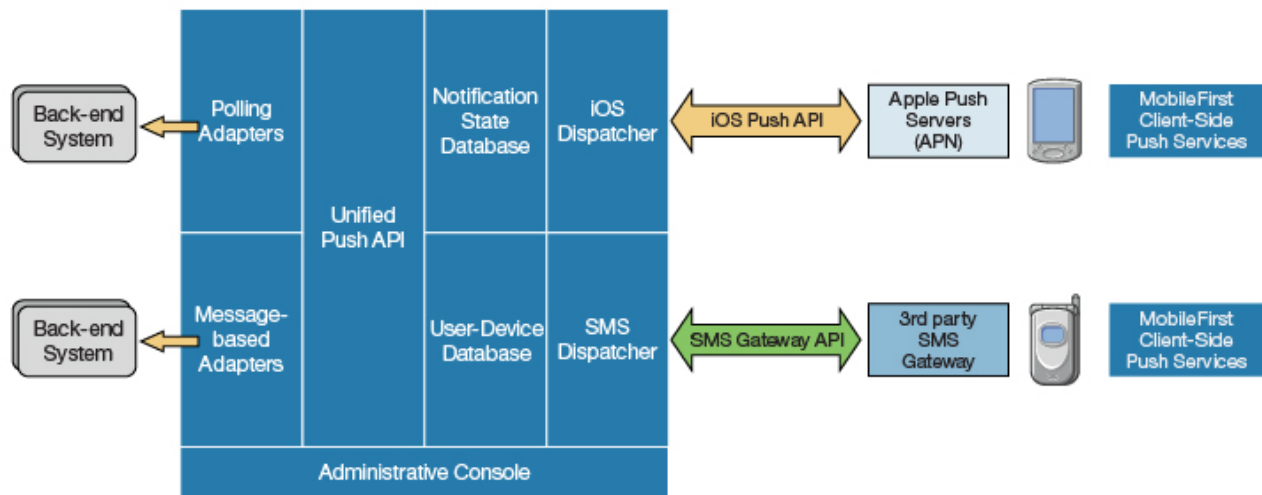 Back-end
System
Polling
Adapters
Notification
State
Database
iOS
Dispatcher
iOS Push API
Apple Push
Servers
(APN)
MobileFirst
Client-Side
Push Services
Unified
Push API
Back-end
System
Message-
based
Adapters
User-Device
Database
SMS
Dispatcher
SMS Gateway API
3rd party
SMS
Gateway
MobileFirst
Client-Side
Push Services
Administrative Console